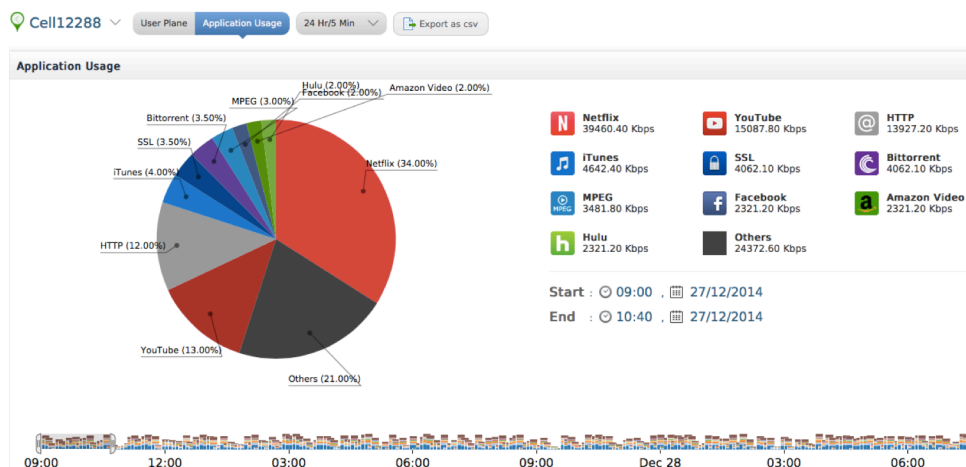 Cell12288 User Plane Application Usage 24 Hr/5 Min Export as csv
Application Usage
Hulu (2.00%)
Facebook (2.00%)
Amazon Video (2.00%)
MPEG (3.00%)
Bittorrent (3.50%)
SSL (3.50%)
iTunes (4.00%)
Netflix (34.00%)
HTTP (12.00%)
YouTube (13.00%)
Others (21.00%)
N Netflix
39460.40 Kbps
YouTube
15087.80 Kbps
@ HTTP
13927.20 Kbps
iTunes
4642.40 Kbps
SSL
4062.10 Kbps
Bittorrent
4062.10 Kbps
MPEG MPEG
3481.80 Kbps
f Facebook
2321.20 Kbps
a Amazon Video
2321.20 Kbps
h Hulu
2321.20 Kbps
Others
24372.60 Kbps
Start : 09:00 , 27/12/2014
End : 10:40 , 27/12/2014
09:00 12:00 03:00 06:00 09:00 Dec 28 03:00 06:00